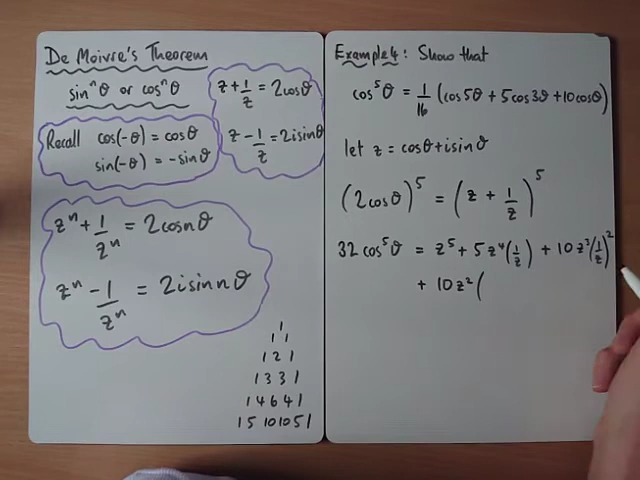 De Moivre's Theorem
sinⁿθ or cosⁿθ
z + 1/z = 2cosθ
z - 1/z = 2isinθ
Recall cos(-θ) = cosθ
sin(-θ) = -sinθ
zⁿ + 1/zⁿ = 2cosnθ
zⁿ - 1/zⁿ = 2isin nθ
1
1 1
1 2 1
1 3 3 1
1 4 6 4 1
1 5 10 10 5 1
Example 4: Show that
cos⁵θ = 1/16 (cos5θ + 5cos3θ + 10cosθ)
let z = cosθ + isinθ
(2cosθ)⁵ = (z + 1/z)⁵
32cos⁵θ = z⁵ + 5z⁴(1/z) + 10z³(1/z)²
+ 10z²(